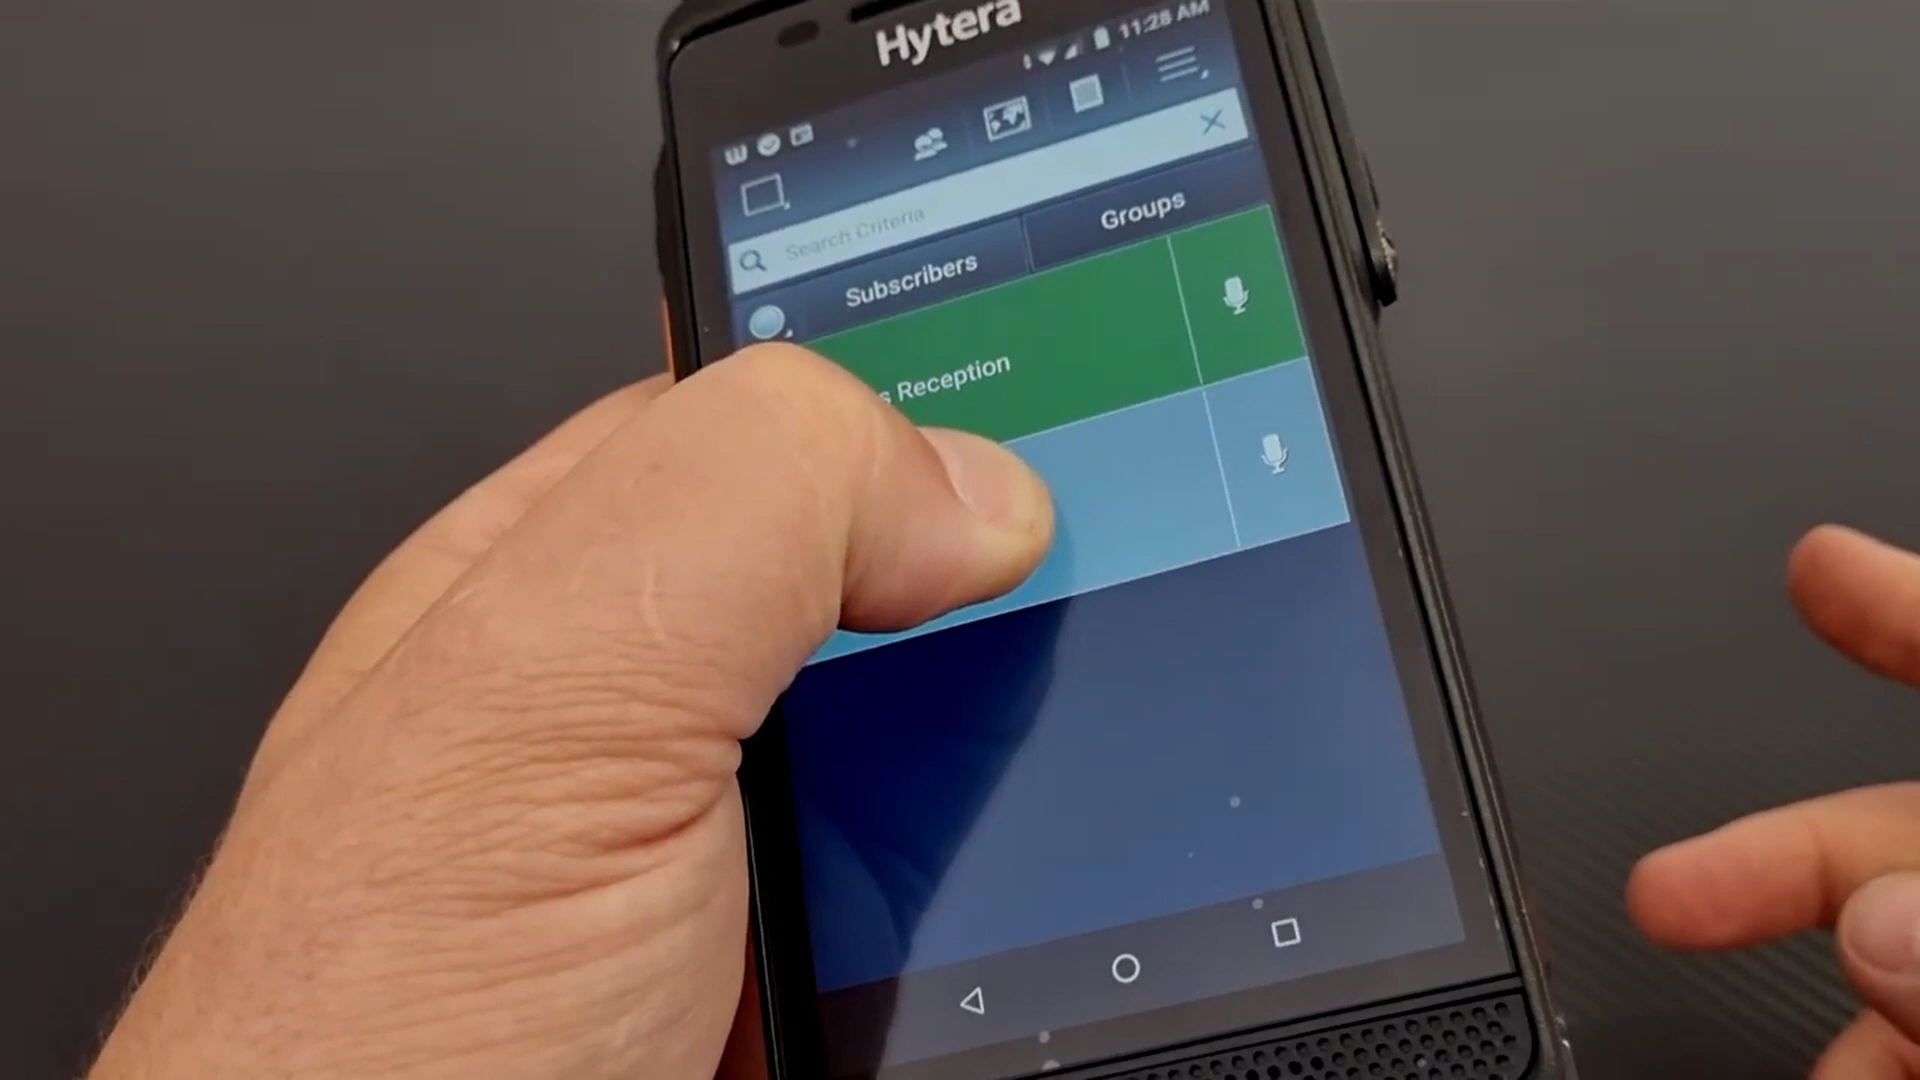 Hytera
11:28 AM
Search Criteria
Subscribers
Groups
Reception